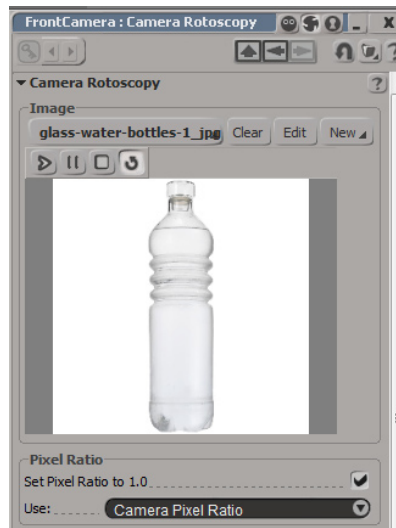 FrontCamera : Camera Rotoscopy
Camera Rotoscopy ?
Image
glass-water-bottles-1_jpg Clear Edit New
Pixel Ratio
Set Pixel Ratio to 1.0
Use: Camera Pixel Ratio